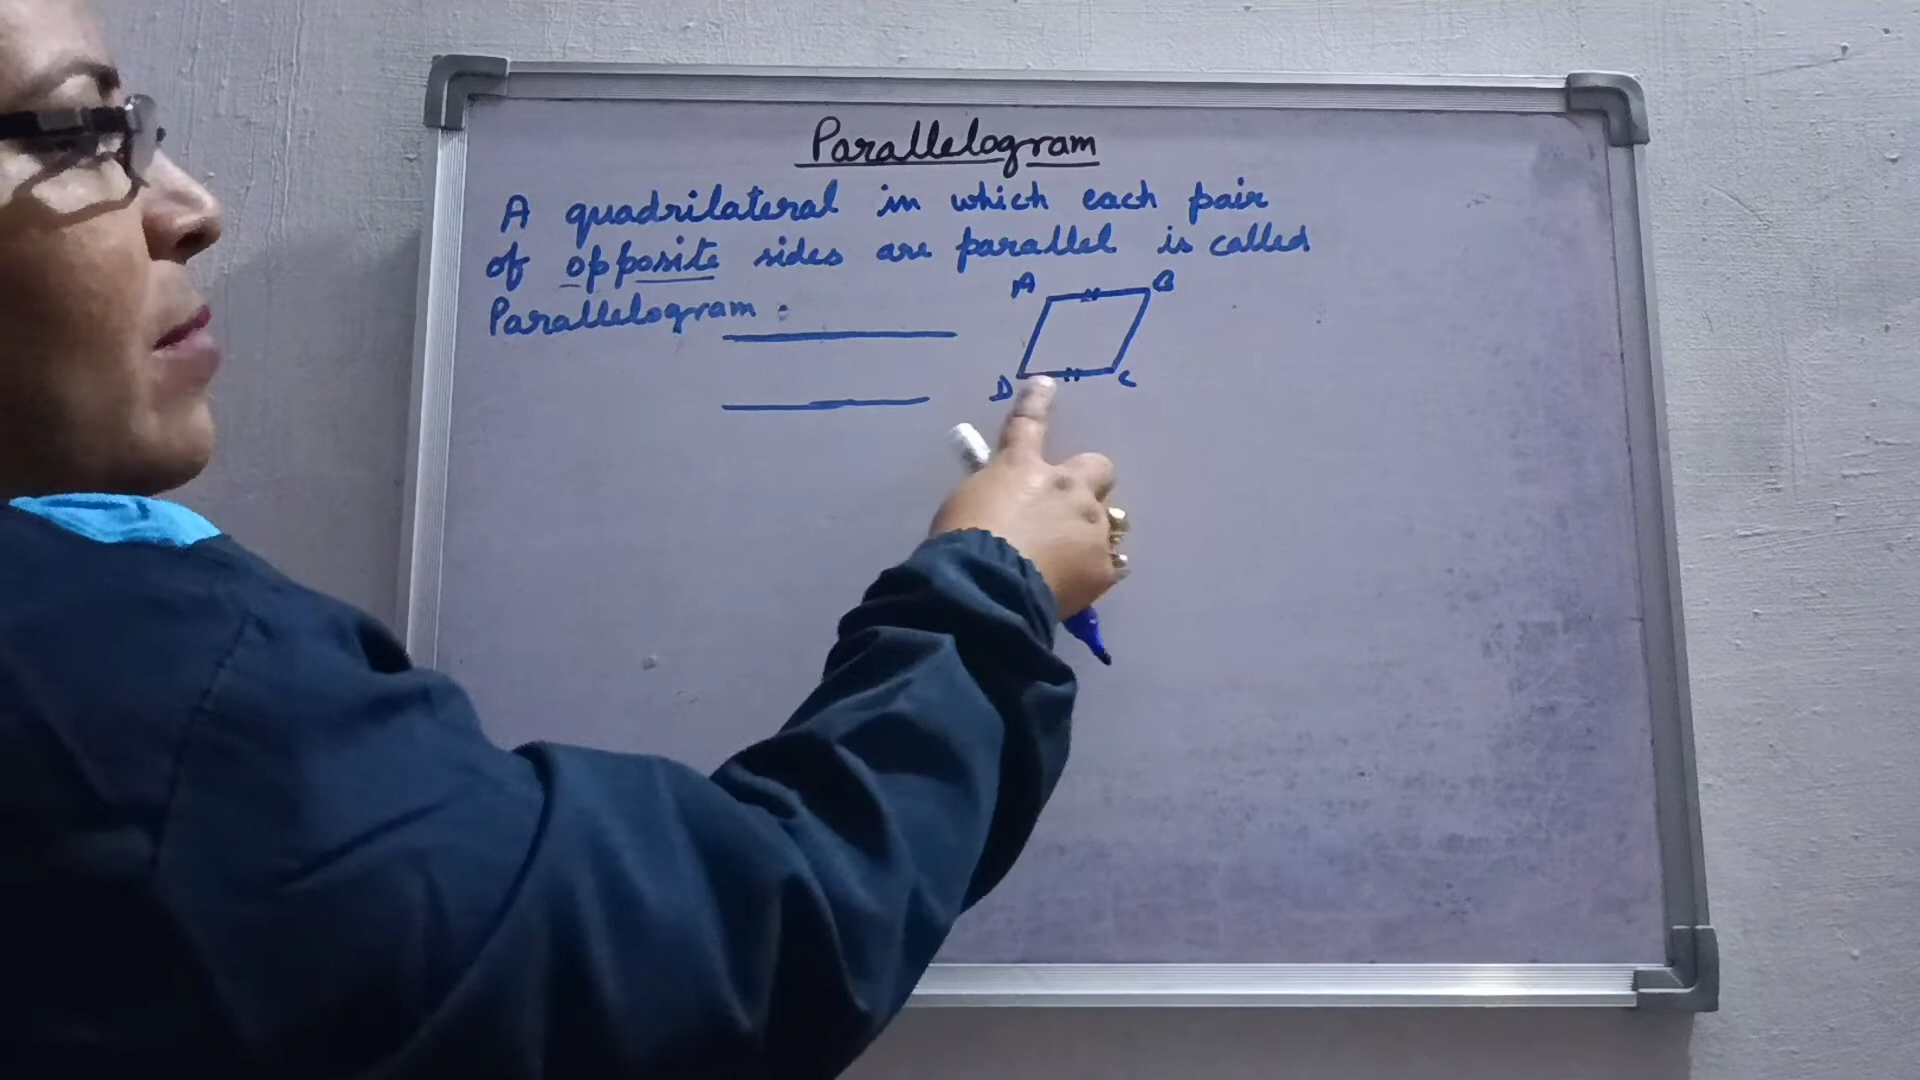 Parallelogram
A quadrilateral in which each pair
of opposite sides are parallel is called
Parallelogram.
A B
D C